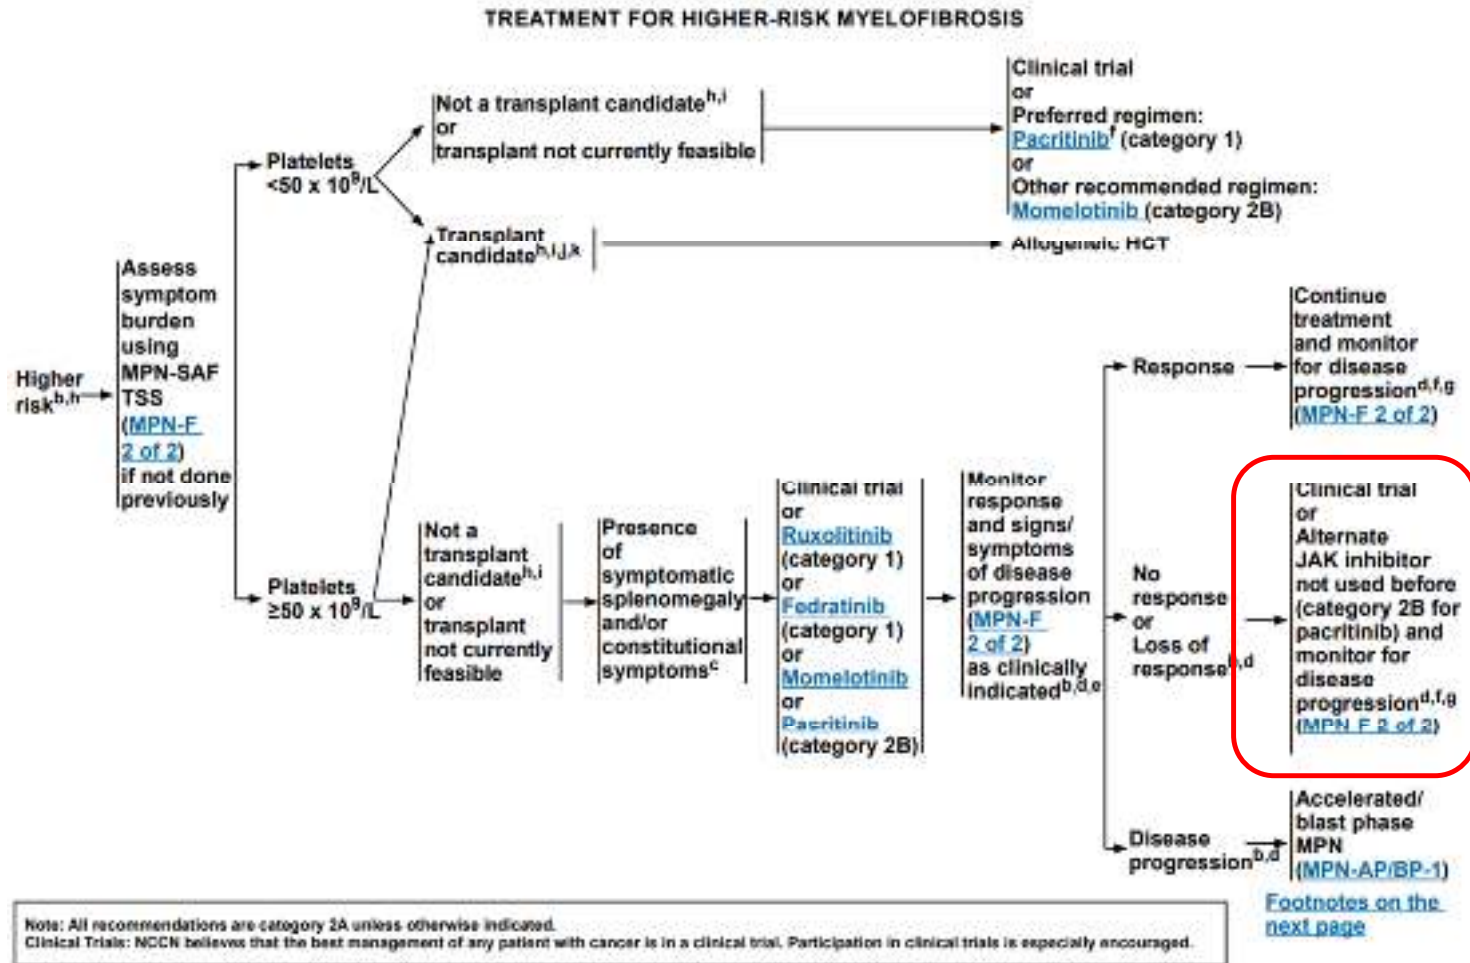 TREATMENT FOR HIGHER-RISK MYELOFIBROSIS
Higher
risk^b,h
Assess
symptom
burden
using
MPN-SAF
TSS
(MPN-F
2 of 2)
if not done
previously
Platelets
<50 x 10^9/L
Not a transplant candidate^h,i
or
transplant not currently feasible
Clinical trial
or
Preferred regimen:
Pacritinib^f (category 1)
or
Other recommended regimen:
Momelotinib (category 2B)
Transplant
candidate^h,i,j,k
Allogeneic HCT
Platelets
≥50 x 10^9/L
Not a
transplant
candidate^h,i
or
transplant
not currently
feasible
Presence
of
symptomatic
splenomegaly
and/or
constitutional
symptoms^c
Clinical trial
or
Ruxolitinib
(category 1)
or
Fedratinib
(category 1)
or
Momelotinib
or
Pacritinib
(category 2B)
Monitor
response
and signs/
symptoms
of disease
progression
(MPN-F
2 of 2)
as clinically
indicated^b,d,e
Response
Continue
treatment
and monitor
for disease
progression^d,f,g
(MPN-F 2 of 2)
No
response
or
Loss of
response^b,d
Clinical trial
or
Alternate
JAK inhibitor
not used before
(category 2B for
pacritinib) and
monitor for
disease
progression^d,f,g
(MPN-F 2 of 2)
Disease
progression^b,d
Accelerated/
blast phase
MPN
(MPN-AP/BP-1)
Footnotes on the
next page
Note: All recommendations are category 2A unless otherwise indicated.
Clinical Trials: NCCN believes that the best management of any patient with cancer is in a clinical trial. Participation in clinical trials is especially encouraged.